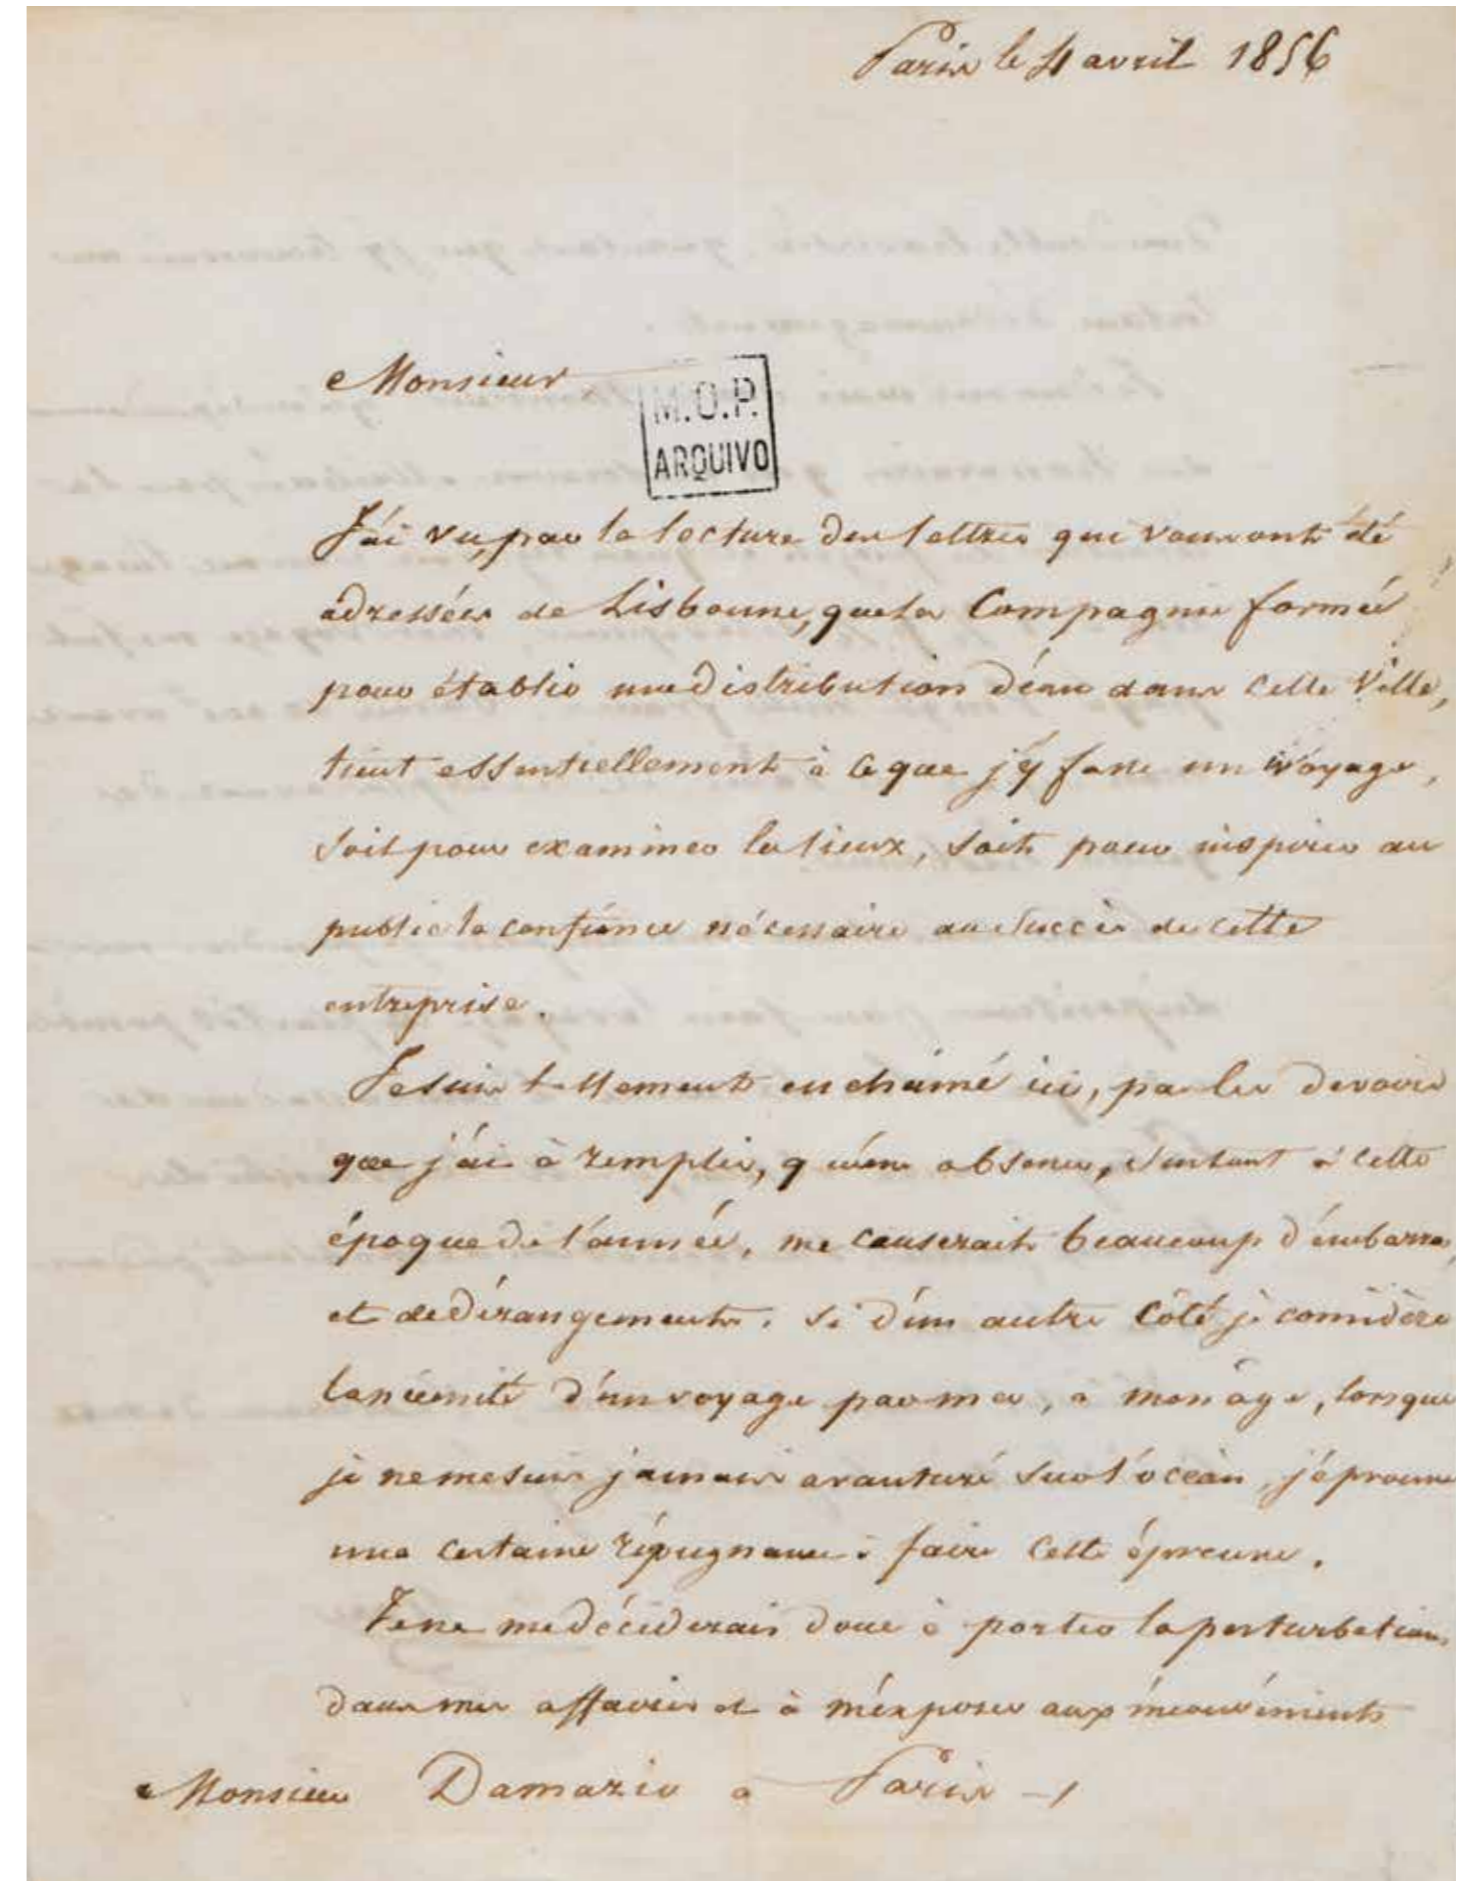 Paris le 4 avril 1856
Monsieur
M.O.P.
ARQUIVO
J'ai vu, par la lecture des lettres qui vous ont été
adressées de Lisbonne, que la Compagnie formée
pour établir une distribution d'eau dans cette Ville,
tient essentiellement à ce que j'y fasse un voyage,
soit pour examiner les lieux, soit pour inspirer au
public la confiance nécessaire au succès de cette
entreprise.
Je suis tellement enchainé ici, par les devoirs
que j'ai à remplir, qu'une absence, surtout à cette
époque de l'année, me causerait beaucoup d'embarras
et de dérangements. Si d'un autre côté je considère
la nécessité d'un voyage par mer, à mon âge, lorsque
je ne me suis jamais avanturé sur l'océan, j'éprouve
une certaine répugnance à faire cette épreuve.
Je ne me déciderais donc à porter la perturbation
dans mes affaires et à m'exposer aux inconvénients
Monsieur Damazio à Paris